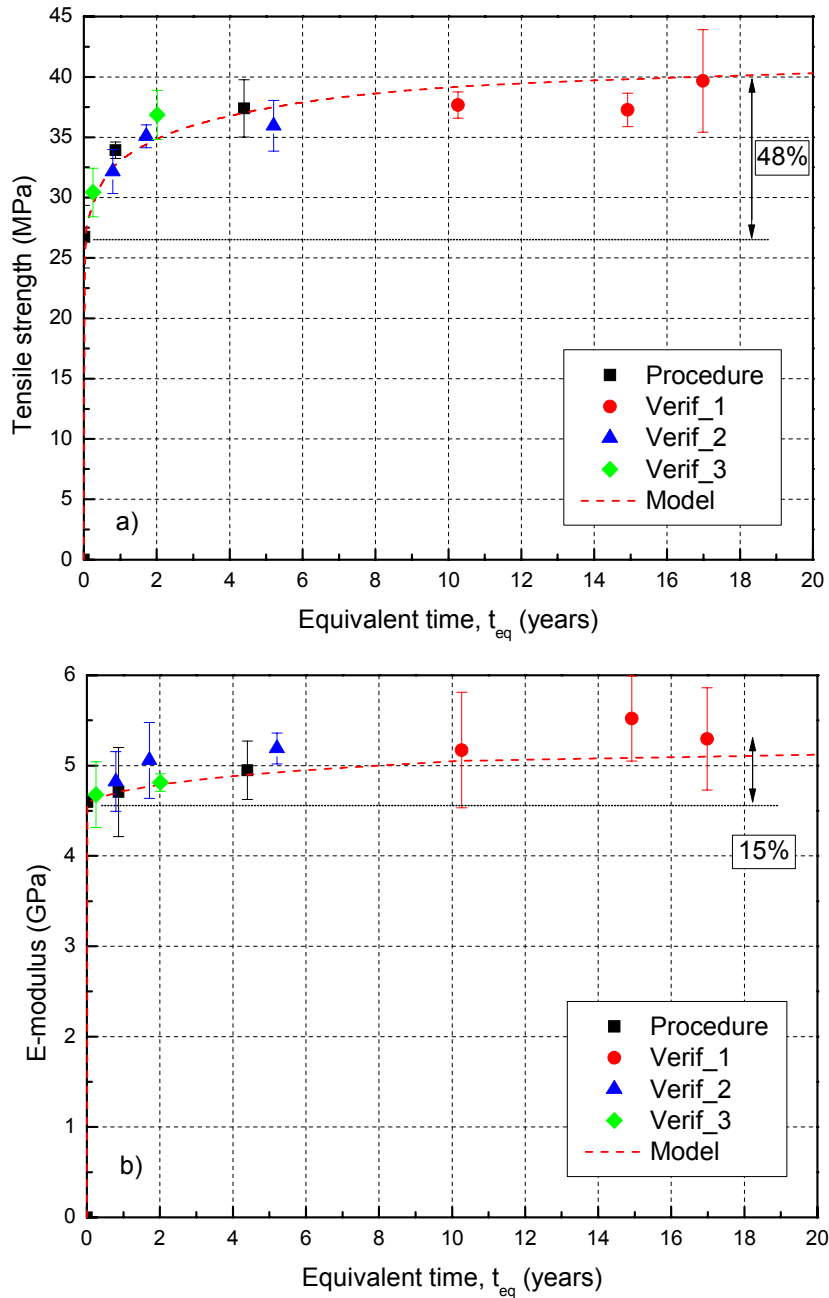 45
40
35
30
25
20
15
10
5
0
Tensile strength (MPa)
48%
Procedure
Verif_1
Verif_2
Verif_3
Model
a)
0 2 4 6 8 10 12 14 16 18 20
Equivalent time, t_eq (years)
6
5
4
3
2
1
0
E-modulus (GPa)
15%
Procedure
Verif_1
Verif_2
Verif_3
Model
b)
0 2 4 6 8 10 12 14 16 18 20
Equivalent time, t_eq (years)